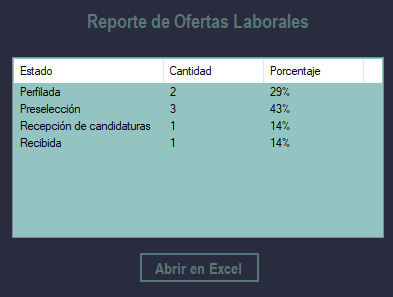 Reporte de Ofertas Laborales
Estado Cantidad Porcentaje
Perfilada 2 29%
Preselección 3 43%
Recepción de candidaturas 1 14%
Recibida 1 14%
Abrir en Excel